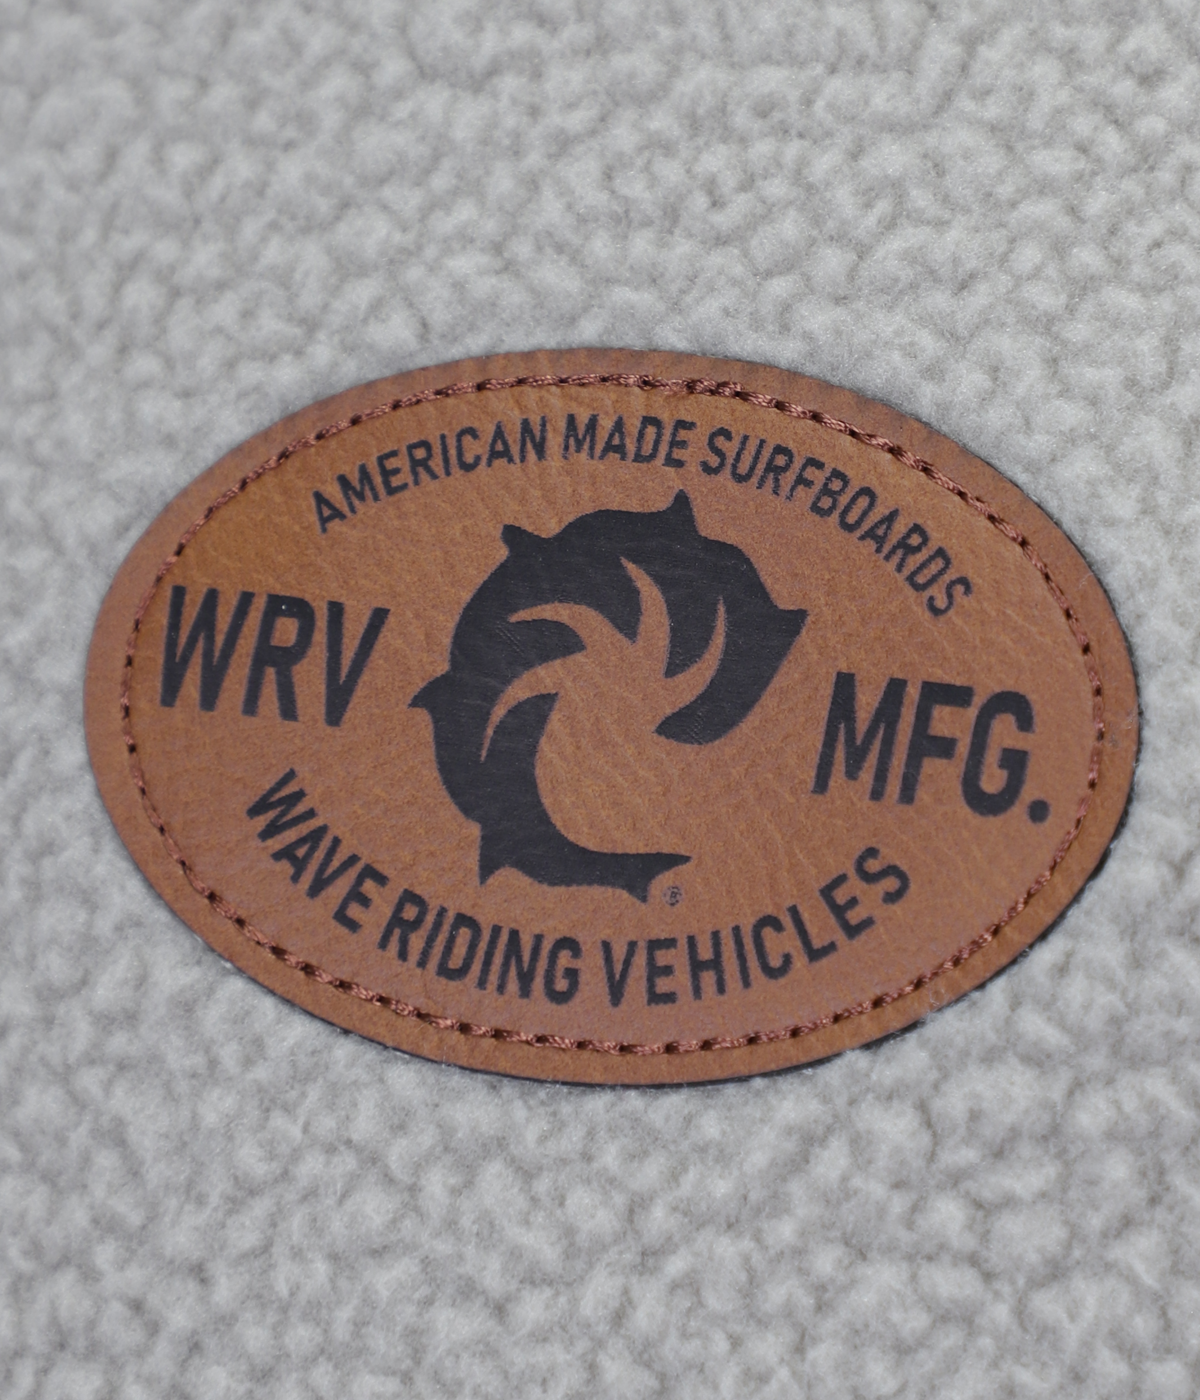 AMERICAN MADE SURFBOARDS
WRV
MFG.
®
WAVE RIDING VEHICLES